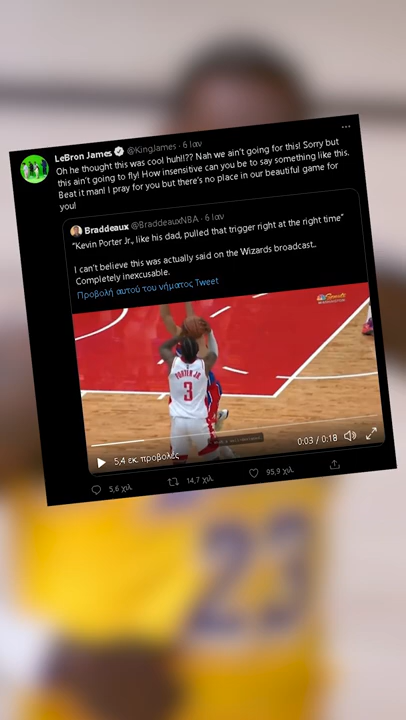 LeBron James @KingJames · 6 Ιαν
Oh he thought this was cool huh!!?? Nah we ain't going for this! Sorry but
this ain't going to fly! How insensitive can you be to say something like this.
Beat it man! I pray for you but there's no place in our beautiful game for
you!
Braddeaux @BraddeauxNBA · 6 Ιαν
"Kevin Porter Jr., like his dad, pulled that trigger right at the right time"
I can't believe this was actually said on the Wizards broadcast..
Completely inexcusable.
Προβολή αυτού του νήματος Tweet
NBC Sports
PORTER JR.
3
5,4 εκ. προβολές
0:03 / 0:18
5,6 χιλ.
14,7 χιλ.
95,9 χιλ.
23